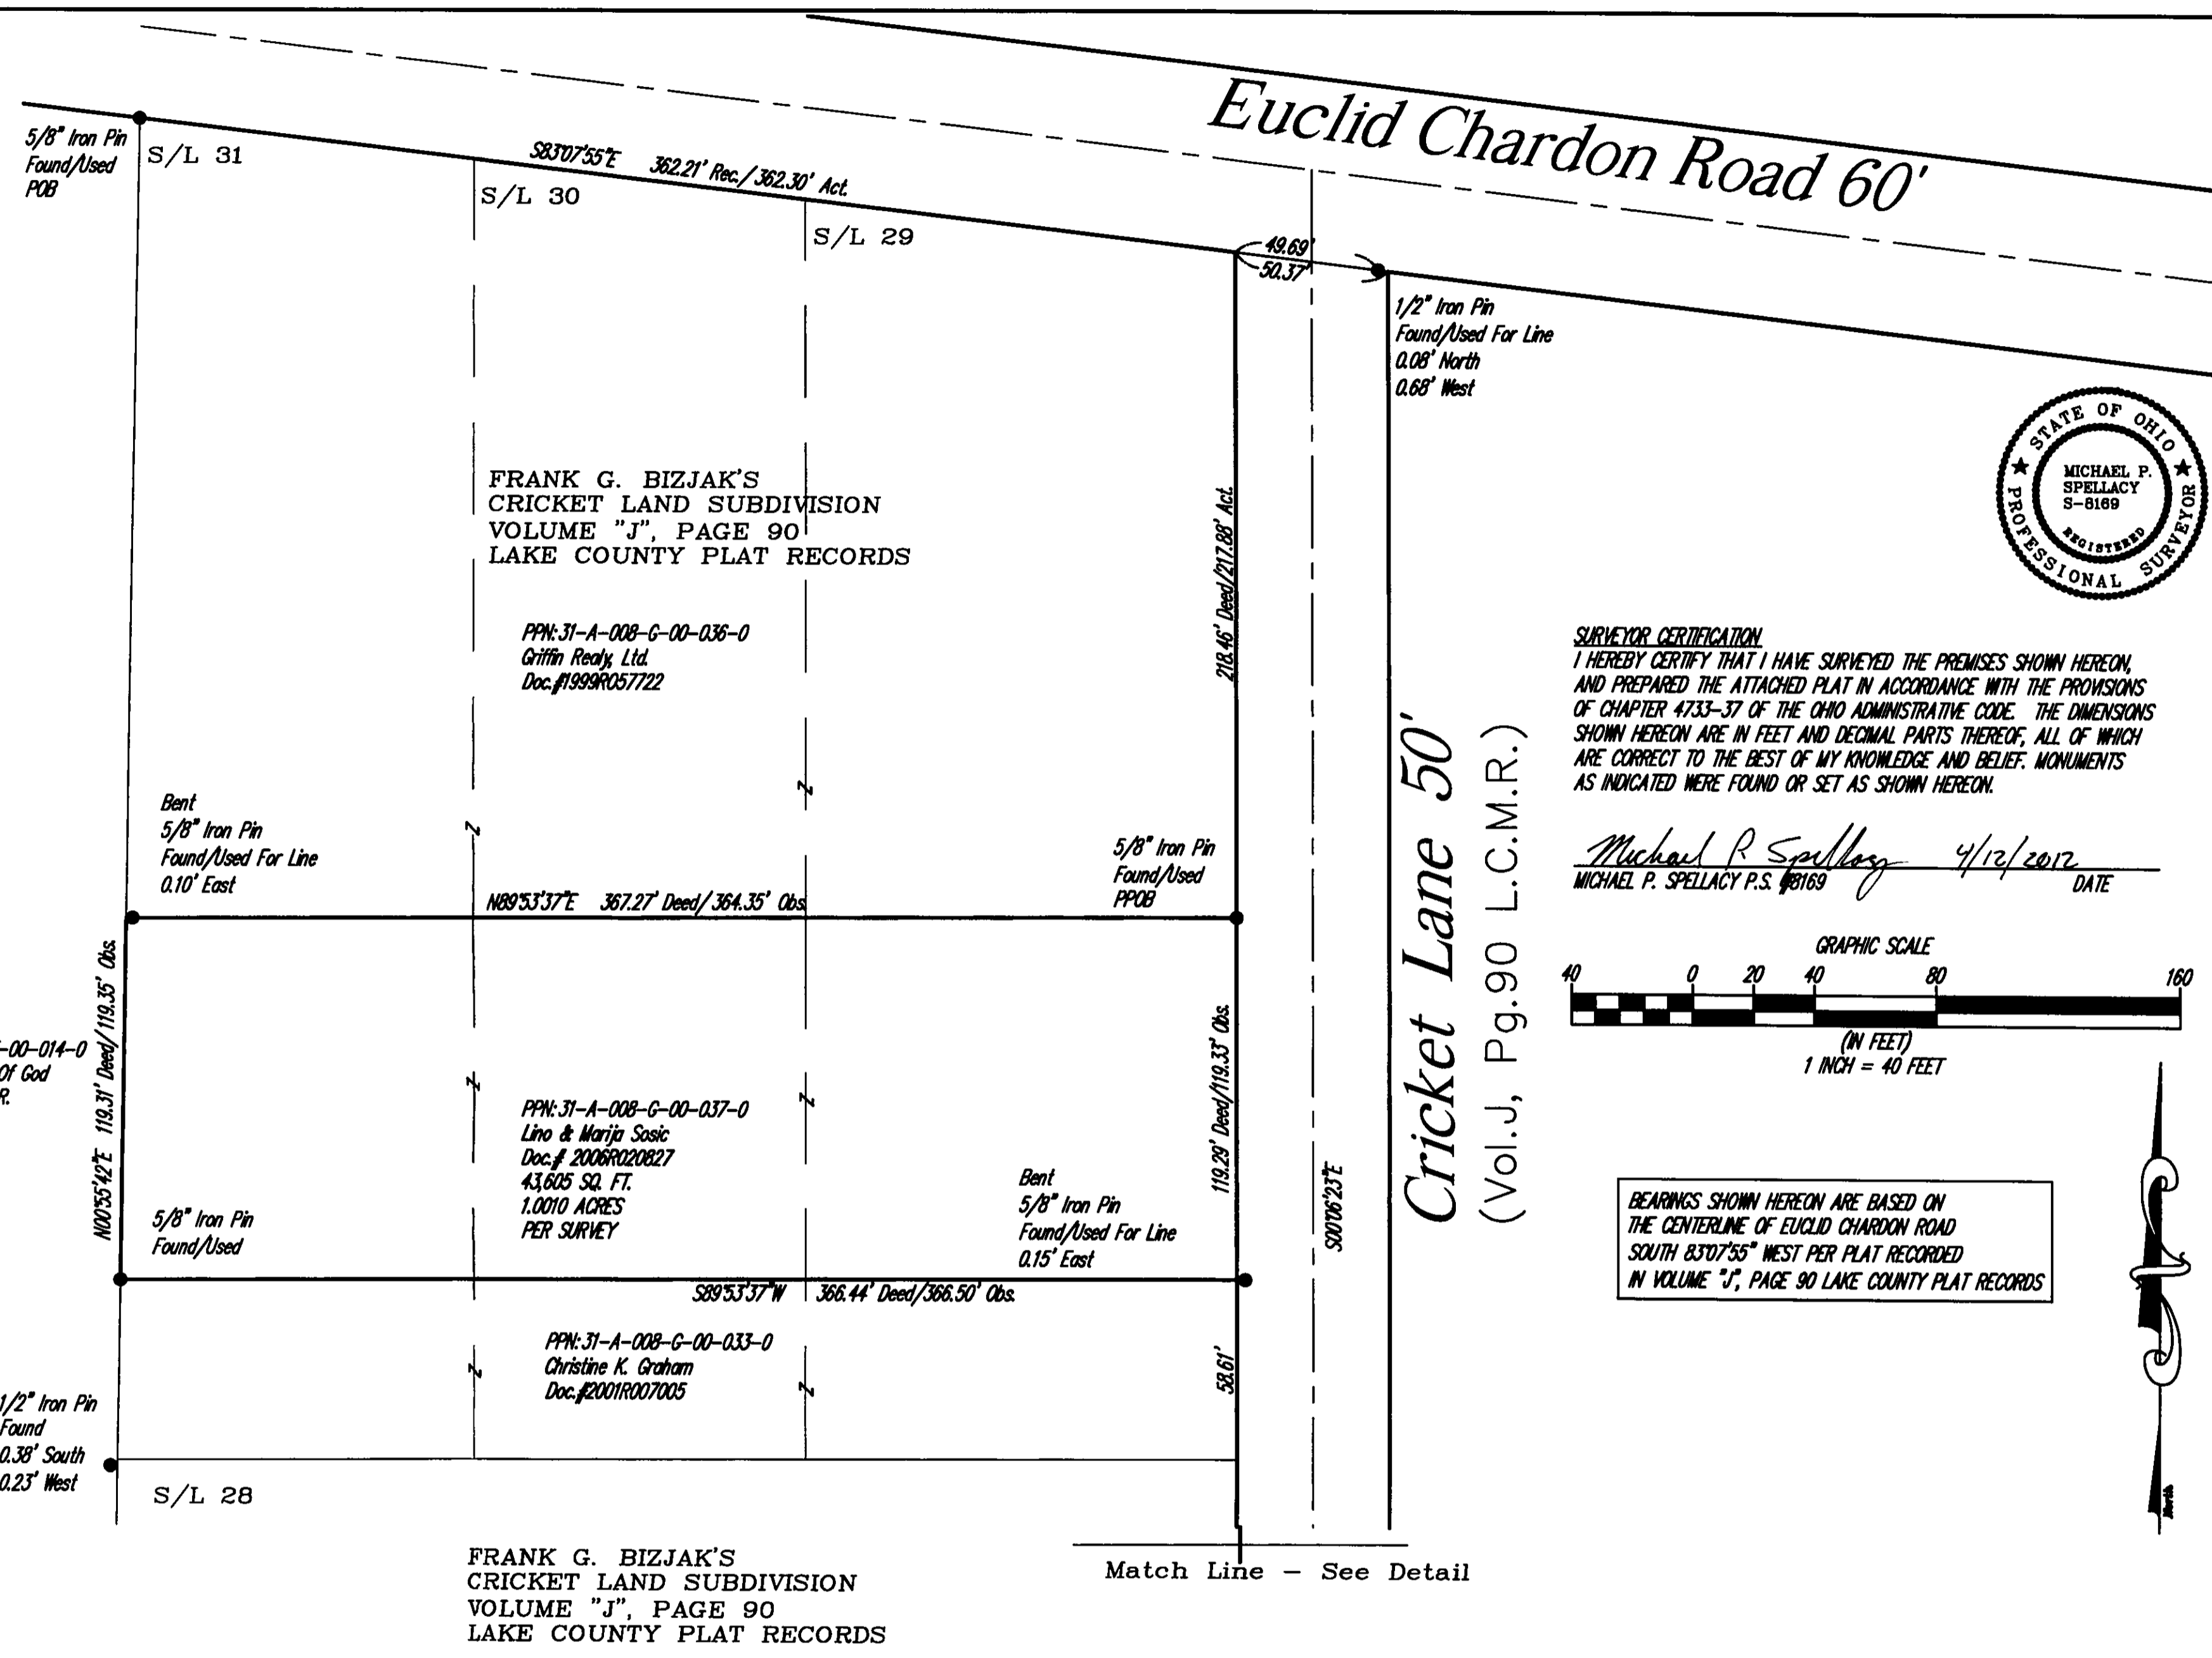 Euclid Chardon Road 60'
5/8" Iron Pin
Found/Used
POB
S/L 31
S/L 30
S/L 29
S83°07'55"E 362.21' Rec./362.30' Act.
49.69'
50.37'
1/2" Iron Pin
Found/Used For Line
0.08' North
0.68' West
FRANK G. BIZJAK'S
CRICKET LAND SUBDIVISION
VOLUME "J", PAGE 90
LAKE COUNTY PLAT RECORDS
PPN: 31-A-008-G-00-036-0
Griffin Realy, Ltd.
Doc.#1999R057722
218.46' Deed/217.88' Act.
STATE OF OHIO
MICHAEL P.
SPELLACY
S-8169
REGISTERED
PROFESSIONAL SURVEYOR
SURVEYOR CERTIFICATION
I HEREBY CERTIFY THAT I HAVE SURVEYED THE PREMISES SHOWN HEREON,
AND PREPARED THE ATTACHED PLAT IN ACCORDANCE WITH THE PROVISIONS
OF CHAPTER 4733-37 OF THE OHIO ADMINISTRATIVE CODE. THE DIMENSIONS
SHOWN HEREON ARE IN FEET AND DECIMAL PARTS THEREOF, ALL OF WHICH
ARE CORRECT TO THE BEST OF MY KNOWLEDGE AND BELIEF. MONUMENTS
AS INDICATED WERE FOUND OR SET AS SHOWN HEREON.
Michael P. Spellacy 4/12/2012
MICHAEL P. SPELLACY P.S. #8169 DATE
GRAPHIC SCALE
40 0 20 40 80 160
(IN FEET)
1 INCH = 40 FEET
Cricket Lane 50'
(Vol.J, Pg.90 L.C.M.R.)
S00°06'23"E
Bent
5/8" Iron Pin
Found/Used For Line
0.10' East
5/8" Iron Pin
Found/Used
PPOB
N89°53'37"E 367.27' Deed/364.35' Obs.
N00°55'42"E 119.31' Deed/119.35' Obs.
-00-014-0
Of God
R.
PPN: 31-A-008-G-00-037-0
Lino & Marija Sosic
Doc.# 2006R020827
43,605 SQ. FT.
1.0010 ACRES
PER SURVEY
119.29' Deed/119.33' Obs.
5/8" Iron Pin
Found/Used
Bent
5/8" Iron Pin
Found/Used For Line
0.15' East
S89°53'37"W 366.44' Deed/366.50' Obs.
BEARINGS SHOWN HEREON ARE BASED ON
THE CENTERLINE OF EUCLID CHARDON ROAD
SOUTH 83°07'55" WEST PER PLAT RECORDED
IN VOLUME "J", PAGE 90 LAKE COUNTY PLAT RECORDS
North
PPN: 31-A-008-G-00-033-0
Christine K. Graham
Doc.#2001R007005
58.61'
1/2" Iron Pin
Found
0.38' South
0.23' West
S/L 28
FRANK G. BIZJAK'S
CRICKET LAND SUBDIVISION
VOLUME "J", PAGE 90
LAKE COUNTY PLAT RECORDS
Match Line - See Detail